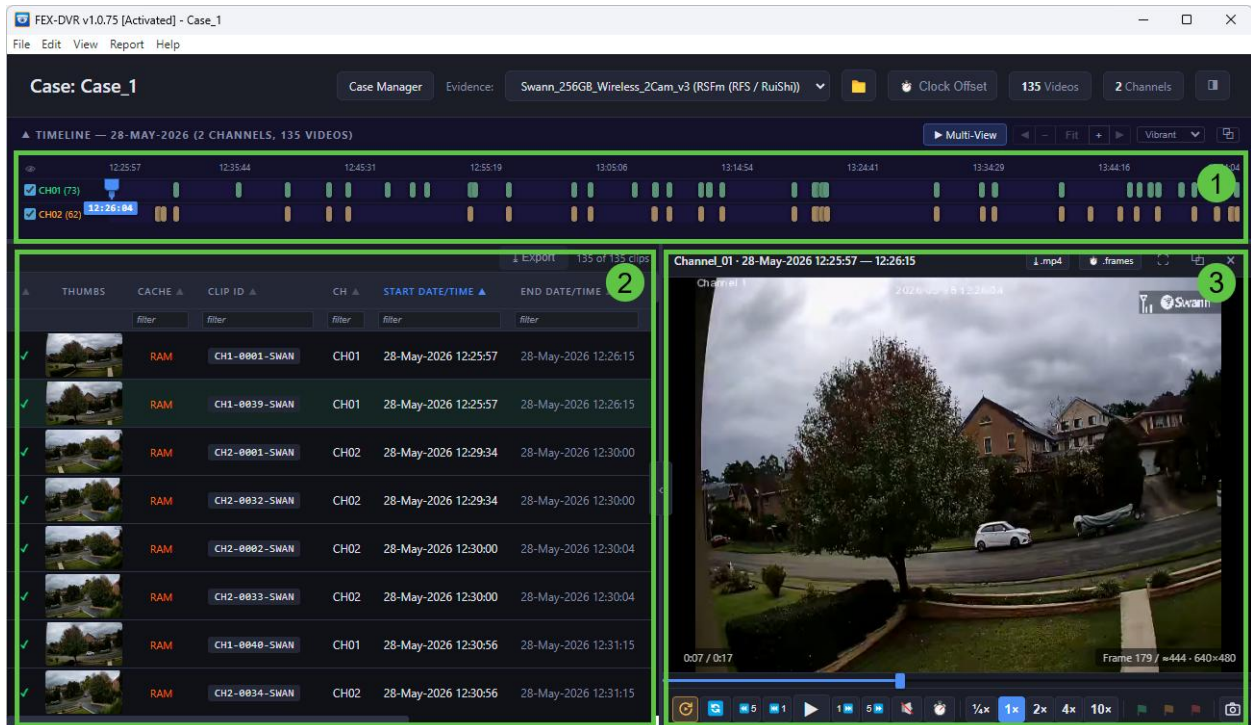 FEX-DVR v1.0.75 [Activated] - Case_1
File Edit View Report Help
Case: Case_1 Case Manager Evidence: Swann_256GB_Wireless_2Cam_v3 (RSFm (RFS / RuiShi)) Clock Offset 135 Videos 2 Channels
▲ TIMELINE — 28-MAY-2026 (2 CHANNELS, 135 VIDEOS) ▶ Multi-View ◀ − Fit + ▶ Vibrant
12:25:57 12:35:44 12:45:31 12:55:19 13:05:06 13:14:54 13:24:41 13:34:29 13:44:16
CH01 (73) 1
CH02 (62) 12:26:04
Export 135 of 135 clips
2
Channel_01 · 28-May-2026 12:25:57 — 12:26:15 .mp4 .frames
3
THUMBS CACHE ▲ CLIP ID ▲ CH ▲ START DATE/TIME ▲ END DATE/TIME
filter filter filter filter filter
RAM CH1-0001-SWAN CH01 28-May-2026 12:25:57 28-May-2026 12:26:15
RAM CH1-0039-SWAN CH01 28-May-2026 12:25:57 28-May-2026 12:26:15
RAM CH2-0001-SWAN CH02 28-May-2026 12:29:34 28-May-2026 12:30:00
RAM CH2-0032-SWAN CH02 28-May-2026 12:29:34 28-May-2026 12:30:00
RAM CH2-0002-SWAN CH02 28-May-2026 12:30:00 28-May-2026 12:30:04
RAM CH2-0033-SWAN CH02 28-May-2026 12:30:00 28-May-2026 12:30:04
RAM CH1-0040-SWAN CH01 28-May-2026 12:30:56 28-May-2026 12:31:15
RAM CH2-0034-SWAN CH02 28-May-2026 12:30:56 28-May-2026 12:31:15
Channel 1
Swann
0:07 / 0:17 Frame 179 / ≈444 · 640×480
5 1 1 5 ¼× 1× 2× 4× 10×